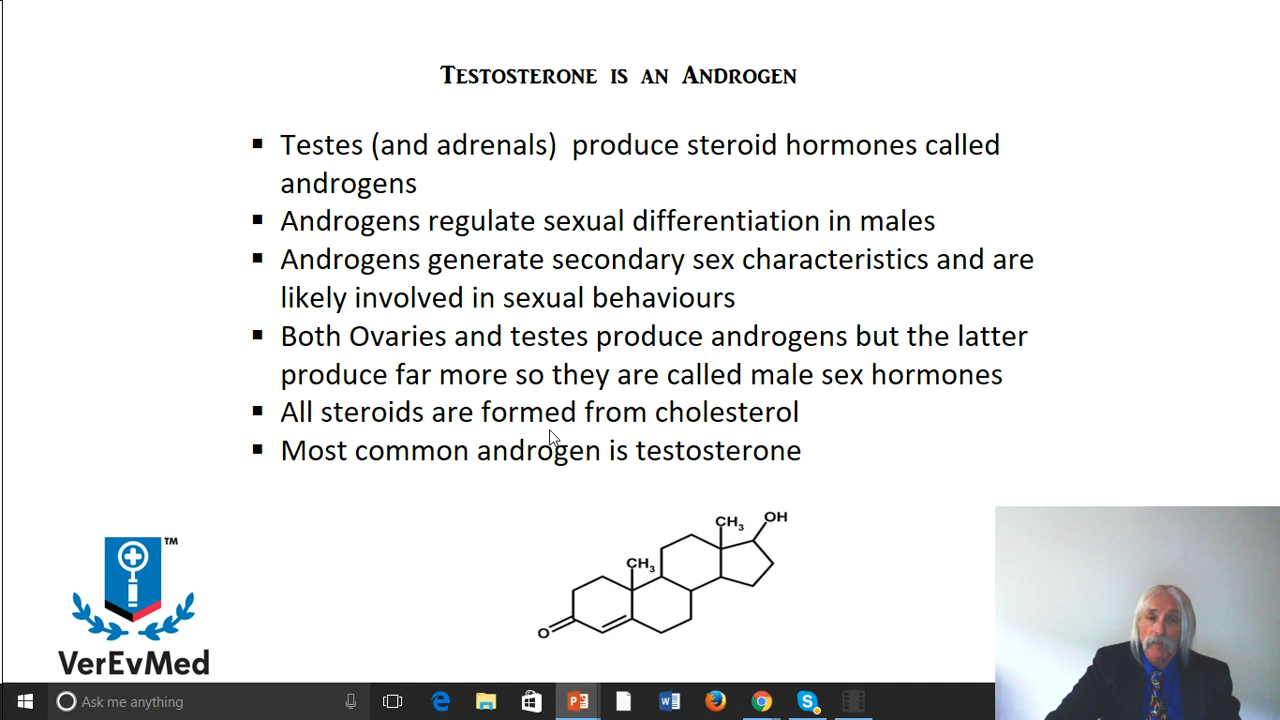 Testosterone is an Androgen
▪ Testes (and adrenals)  produce steroid hormones called
androgens
▪ Androgens regulate sexual differentiation in males
▪ Androgens generate secondary sex characteristics and are
likely involved in sexual behaviours
▪ Both Ovaries and testes produce androgens but the latter
produce far more so they are called male sex hormones
▪ All steroids are formed from cholesterol
▪ Most common androgen is testosterone
OH
CH3
CH3
O
TM
VerEvMed
Ask me anything